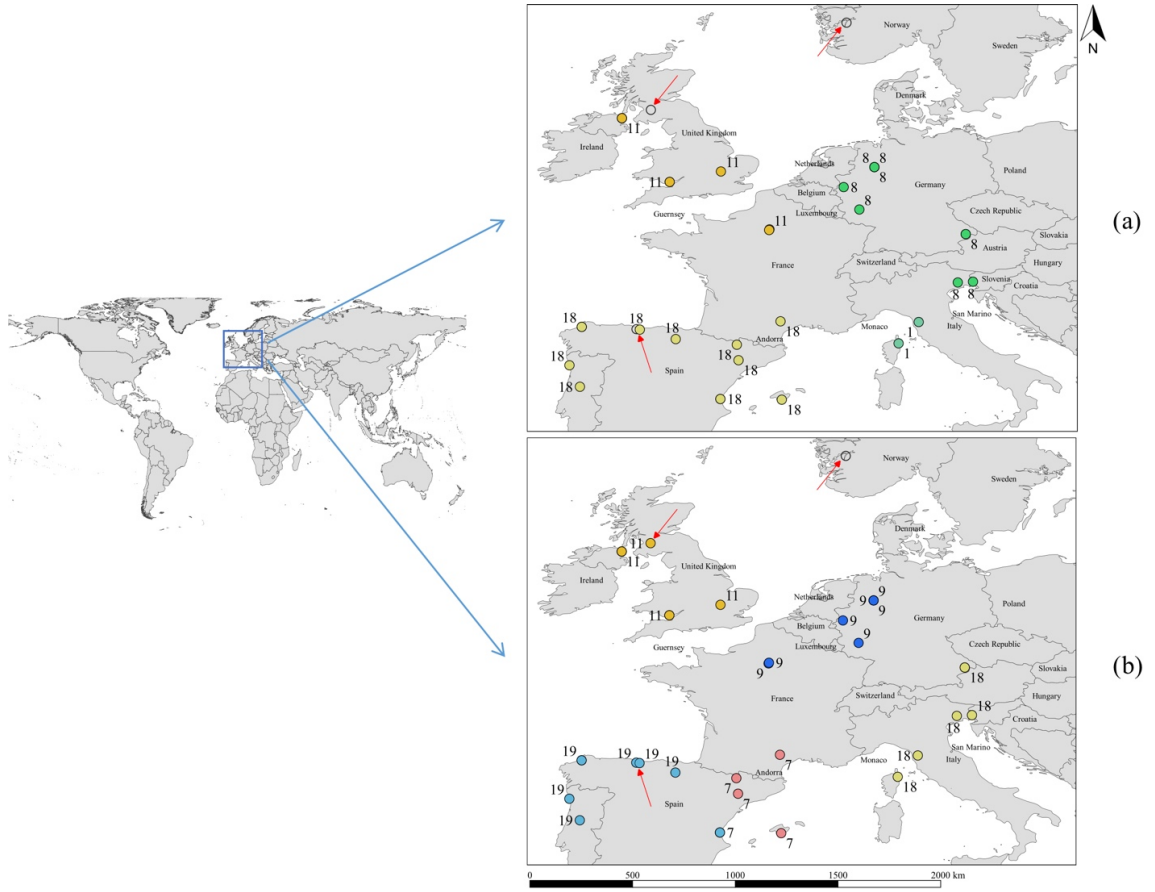 Norway
N
Sweden
Denmark
11
United Kingdom
Ireland
11
8 8
Netherlands
8
Poland
8
Germany
11
Belgium
8
Czech Republic
Guernsey
Luxembourg
11
(a)
Slovakia
8
Austria
France
Switzerland
Hungary
Slovenia
Croatia
8 8
San Marino
18
18
18
Monaco
1
Italy
18
Andorra
1
18
Spain
18
18
18
18
18
Norway
Sweden
Denmark
11
11
United Kingdom
Ireland
11
9
Netherlands
9
9
Poland
9
Germany
11
Belgium
9
Czech Republic
Guernsey
Luxembourg
9 9
(b)
Slovakia
18
France
Switzerland
Hungary
18
Croatia
18
San Marino
19 19
19
Monaco
18
Italy
7
Andorra
7
18
19
Spain
7
19
7
7
0 500 1000 1500 2000 km